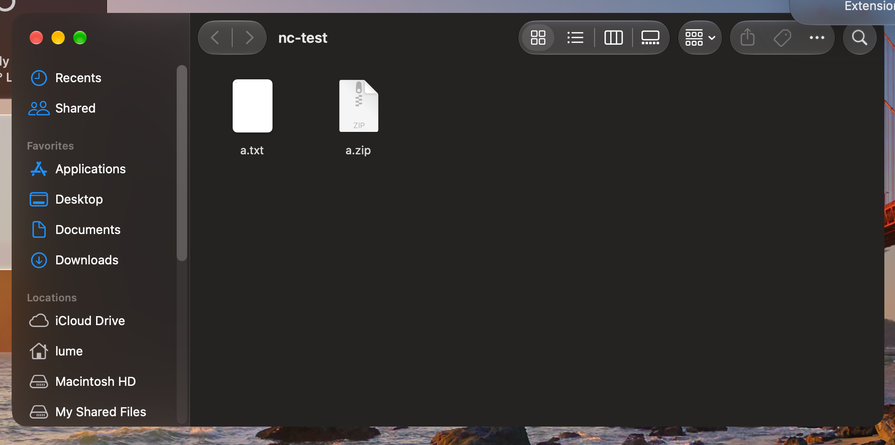 Extension
nc-test
Recents
Shared
Favorites
Applications
Desktop
Documents
Downloads
Locations
iCloud Drive
lume
Macintosh HD
My Shared Files
ZIP
a.txt
a.zip